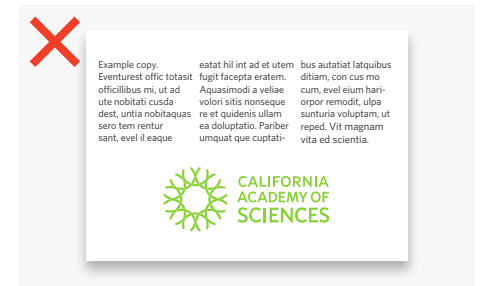 Example copy.
Eventurest offic totasit
officillibus mi, ut ad
ute nobitati cusda
dest, untia nobitaquas
sero tem rentur
sant, evel il eaque
eatat hil int ad et utem
fugit facepta eratem.
Aquasimodi a veliae
volori sitis nonseque
re et quidenis ullam
ea doluptatio. Pariber
umquat que cuptati-
bus autatiat latquibus
ditiam, con cus mo
cum, evel eium hari-
orpor remodit, ulpa
sunturia voluptam, ut
reped. Vit magnam
vita ed scientia.
CALIFORNIA
ACADEMY OF
SCIENCES